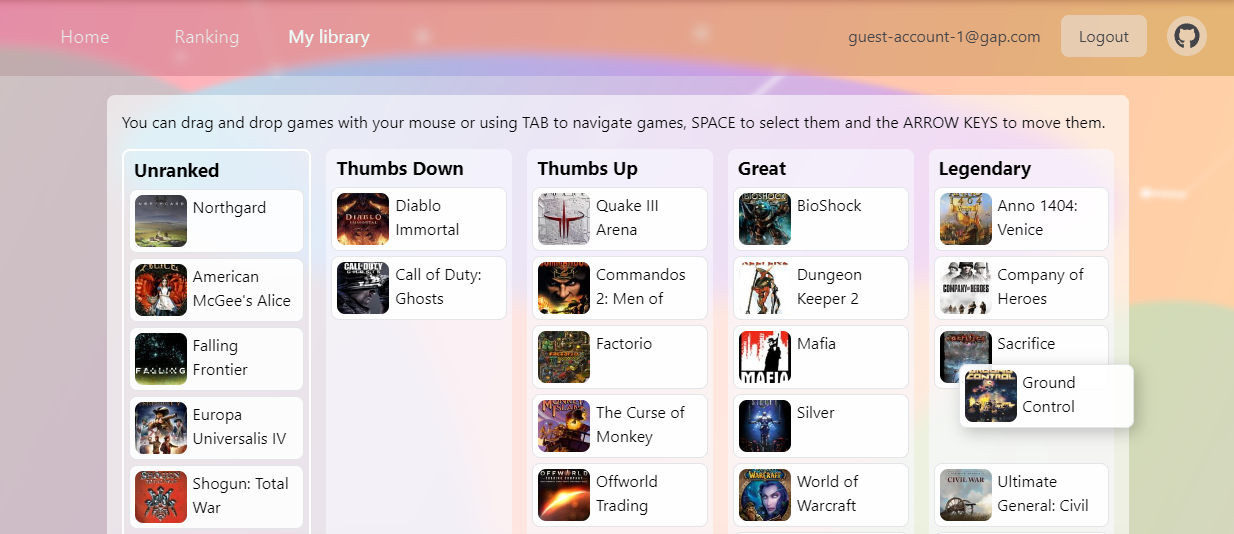 Home
Ranking
My library
guest-account-1@gap.com
Logout
You can drag and drop games with your mouse or using TAB to navigate games, SPACE to select them and the ARROW KEYS to move them.
Unranked
Northgard
American
McGee's Alice
Falling
Frontier
Europa
Universalis IV
Shogun: Total
War
Thumbs Down
Diablo
Immortal
Call of Duty:
Ghosts
Thumbs Up
Quake III
Arena
Commandos
2: Men of
Factorio
The Curse of
Monkey
Offworld
Trading
Great
BioShock
Dungeon
Keeper 2
Mafia
Silver
World of
Warcraft
Legendary
Anno 1404:
Venice
Company of
Heroes
Sacrifice
Ground
Control
Ultimate
General: Civil